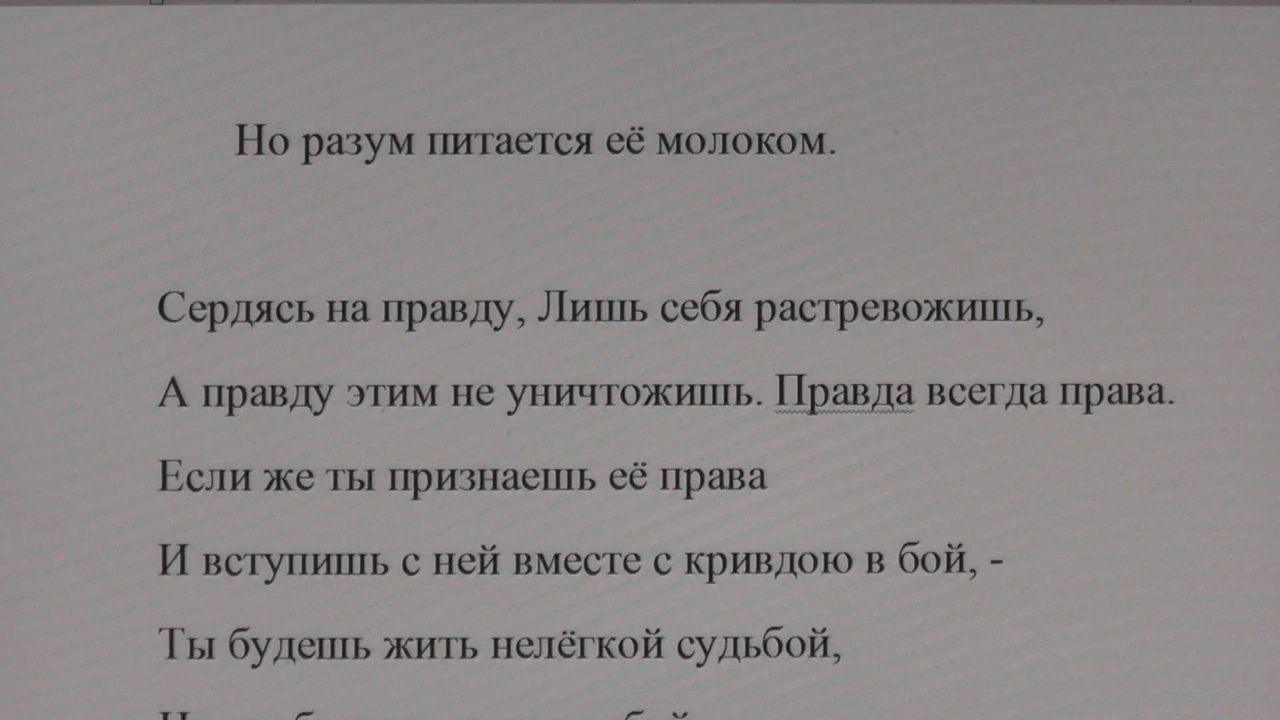 Но разум питается её молоком.
Сердясь на правду, Лишь себя растревожишь,
А правду этим не уничтожишь. Правда всегда права.
Если же ты признаешь её права
И вступишь с ней вместе с кривдою в бой, -
Ты будешь жить нелёгкой судьбой,